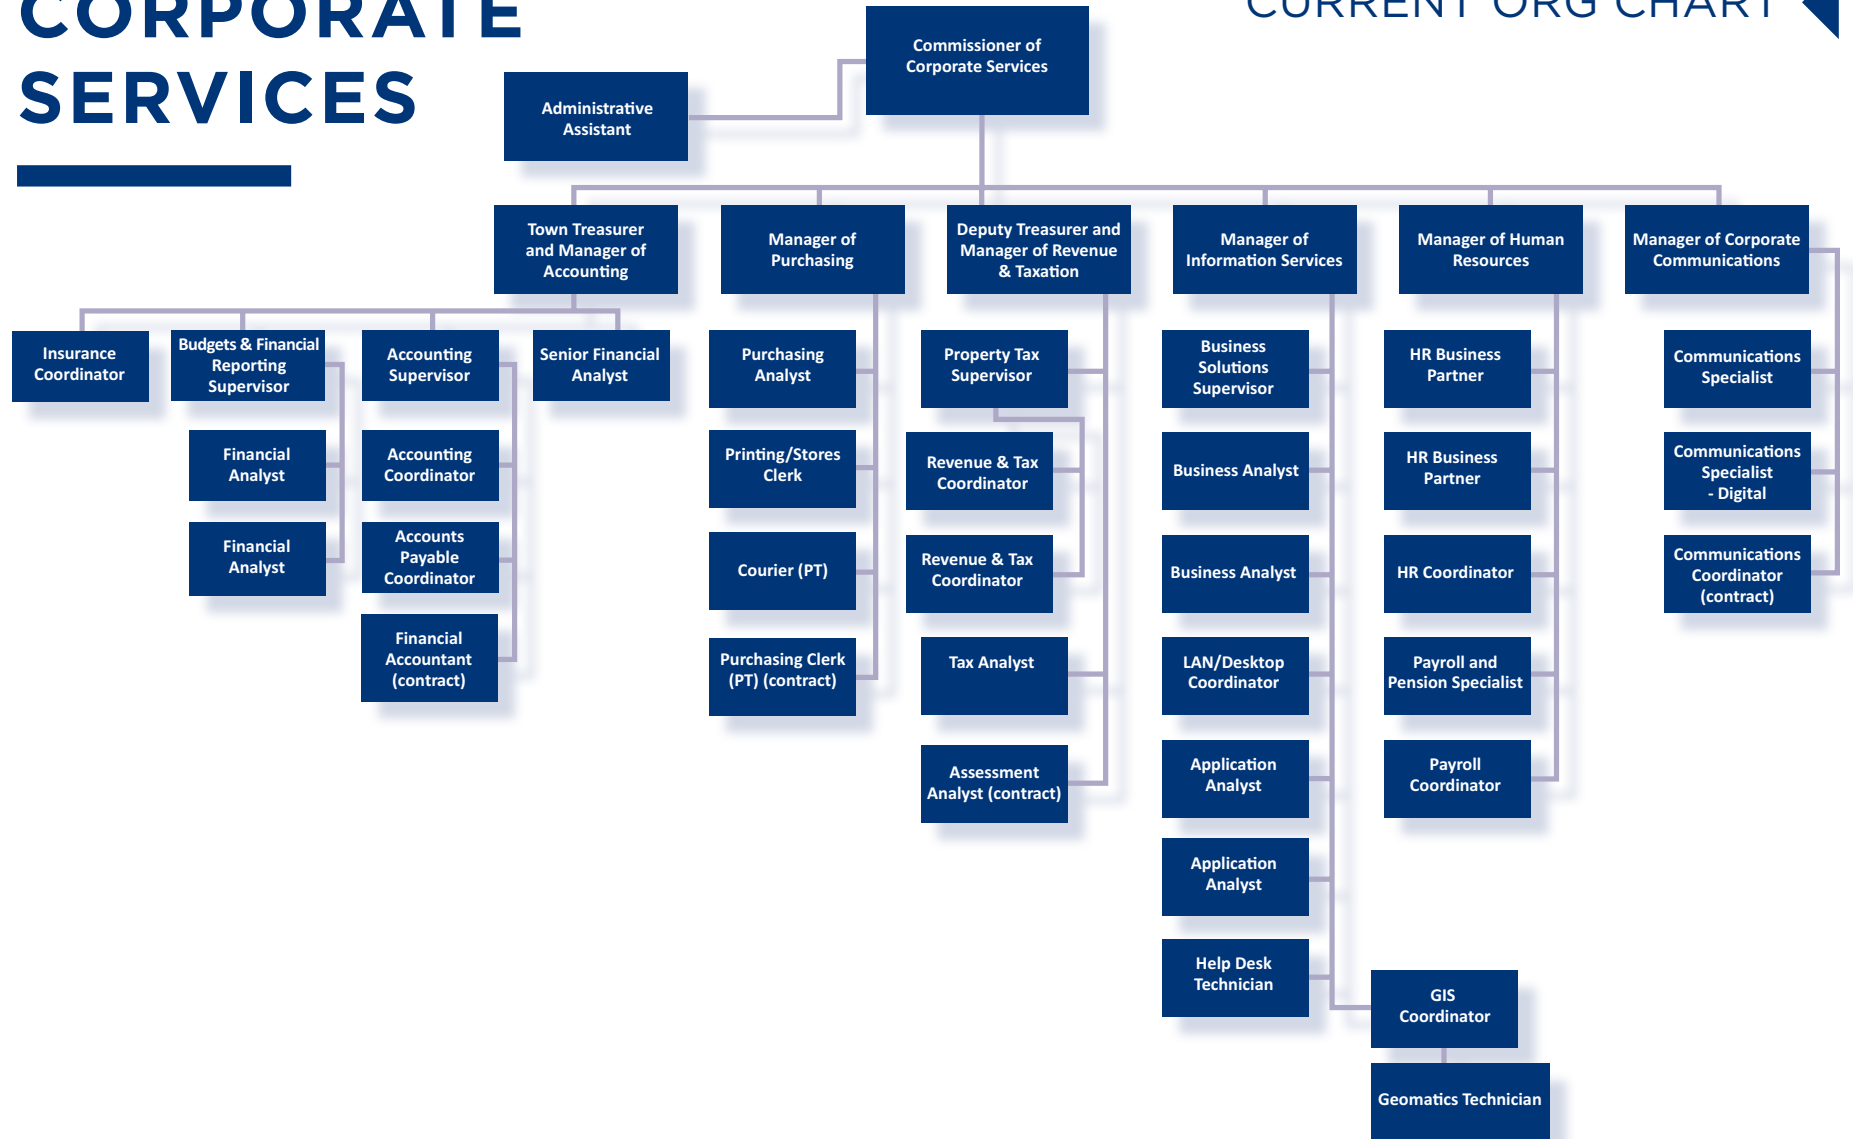 CORPORATE
SERVICES
CURRENT ORG CHART
Commissioner of
Corporate Services
Administrative
Assistant
Town Treasurer
and Manager of
Accounting
Manager of
Purchasing
Deputy Treasurer and
Manager of Revenue
& Taxation
Manager of
Information Services
Manager of Human
Resources
Manager of Corporate
Communications
Insurance
Coordinator
Budgets & Financial
Reporting
Supervisor
Financial
Analyst
Financial
Analyst
Accounting
Supervisor
Accounting
Coordinator
Accounts
Payable
Coordinator
Financial
Accountant
(contract)
Senior Financial
Analyst
Purchasing
Analyst
Printing/Stores
Clerk
Courier (PT)
Purchasing Clerk
(PT) (contract)
Property Tax
Supervisor
Revenue & Tax
Coordinator
Revenue & Tax
Coordinator
Tax Analyst
Assessment
Analyst (contract)
Business
Solutions
Supervisor
Business Analyst
Business Analyst
LAN/Desktop
Coordinator
Application
Analyst
Application
Analyst
Help Desk
Technician
GIS
Coordinator
Geomatics Technician
HR Business
Partner
HR Business
Partner
HR Coordinator
Payroll and
Pension Specialist
Payroll
Coordinator
Communications
Specialist
Communications
Specialist
- Digital
Communications
Coordinator
(contract)